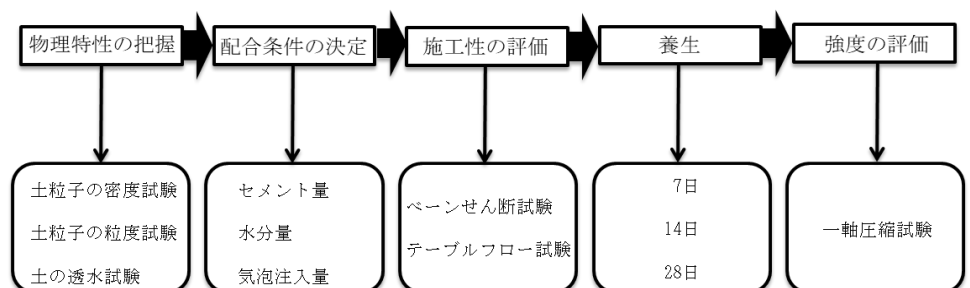 物理特性の把握
配合条件の決定
施工性の評価
養生
強度の評価
土粒子の密度試験
土粒子の粒度試験
土の透水試験
セメント量
水分量
気泡注入量
ベーンせん断試験
テーブルフロー試験
7日
14日
28日
一軸圧縮試験